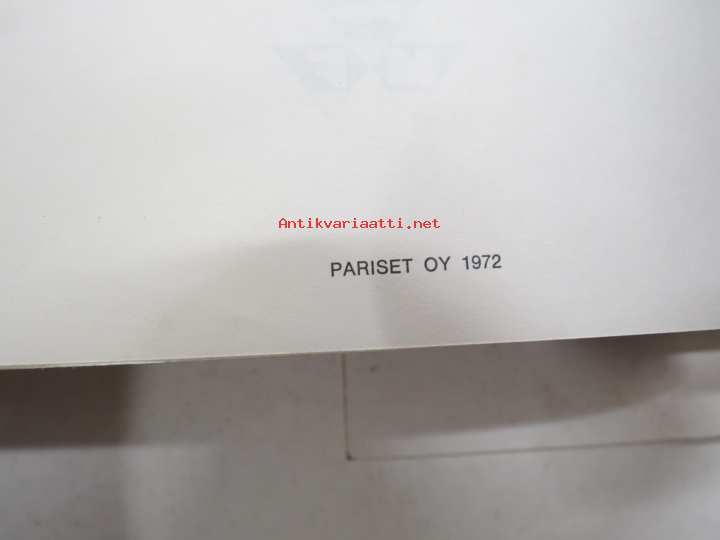 Antikvariaatti.net
PARISET OY 1972